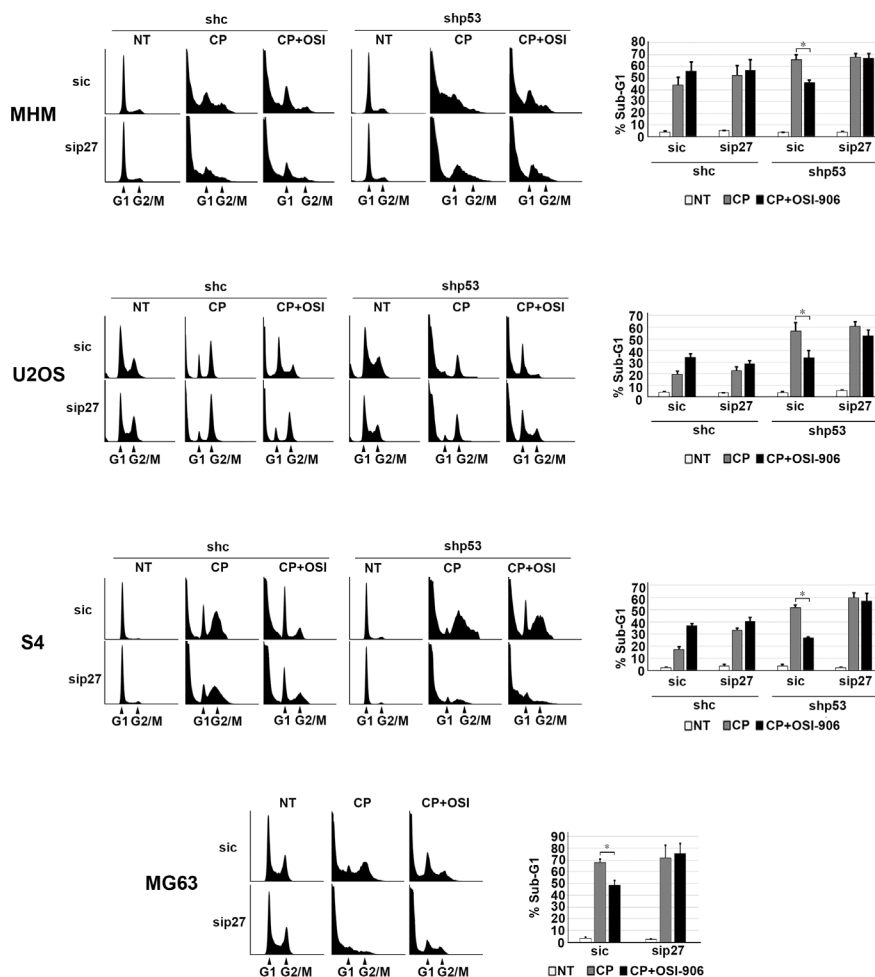 shc shp53
NT CP CP+OSI NT CP CP+OSI
MHM
sic
sip27
G1 G2/M G1 G2/M G1 G2/M G1 G2/M G1 G2/M G1 G2/M
% Sub-G1
80
70
60
50
40
30
20
10
0
*
sic sip27 sic sip27
shc shp53
NT CP CP+OSI-906
shc shp53
NT CP CP+OSI NT CP CP+OSI
U2OS
sic
sip27
G1 G2/M G1 G2/M G1 G2/M G1 G2/M G1 G2/M G1 G2/M
% Sub-G1
70
60
50
40
30
20
10
0
*
sic sip27 sic sip27
shc shp53
NT CP CP+OSI-906
shc shp53
NT CP CP+OSI NT CP CP+OSI
S4
sic
sip27
G1 G2/M G1G2/M G1 G2/M G1 G2/M G1 G2/M G1 G2/M
% Sub-G1
70
60
50
40
30
20
10
0
*
sic sip27 sic sip27
shc shp53
NT CP CP+OSI-906
NT CP CP+OSI
MG63
sic
sip27
G1 G2/M G1 G2/M G1 G2/M
% Sub-G1
90
80
70
60
50
40
30
20
10
0
*
sic sip27
NT CP CP+OSI-906